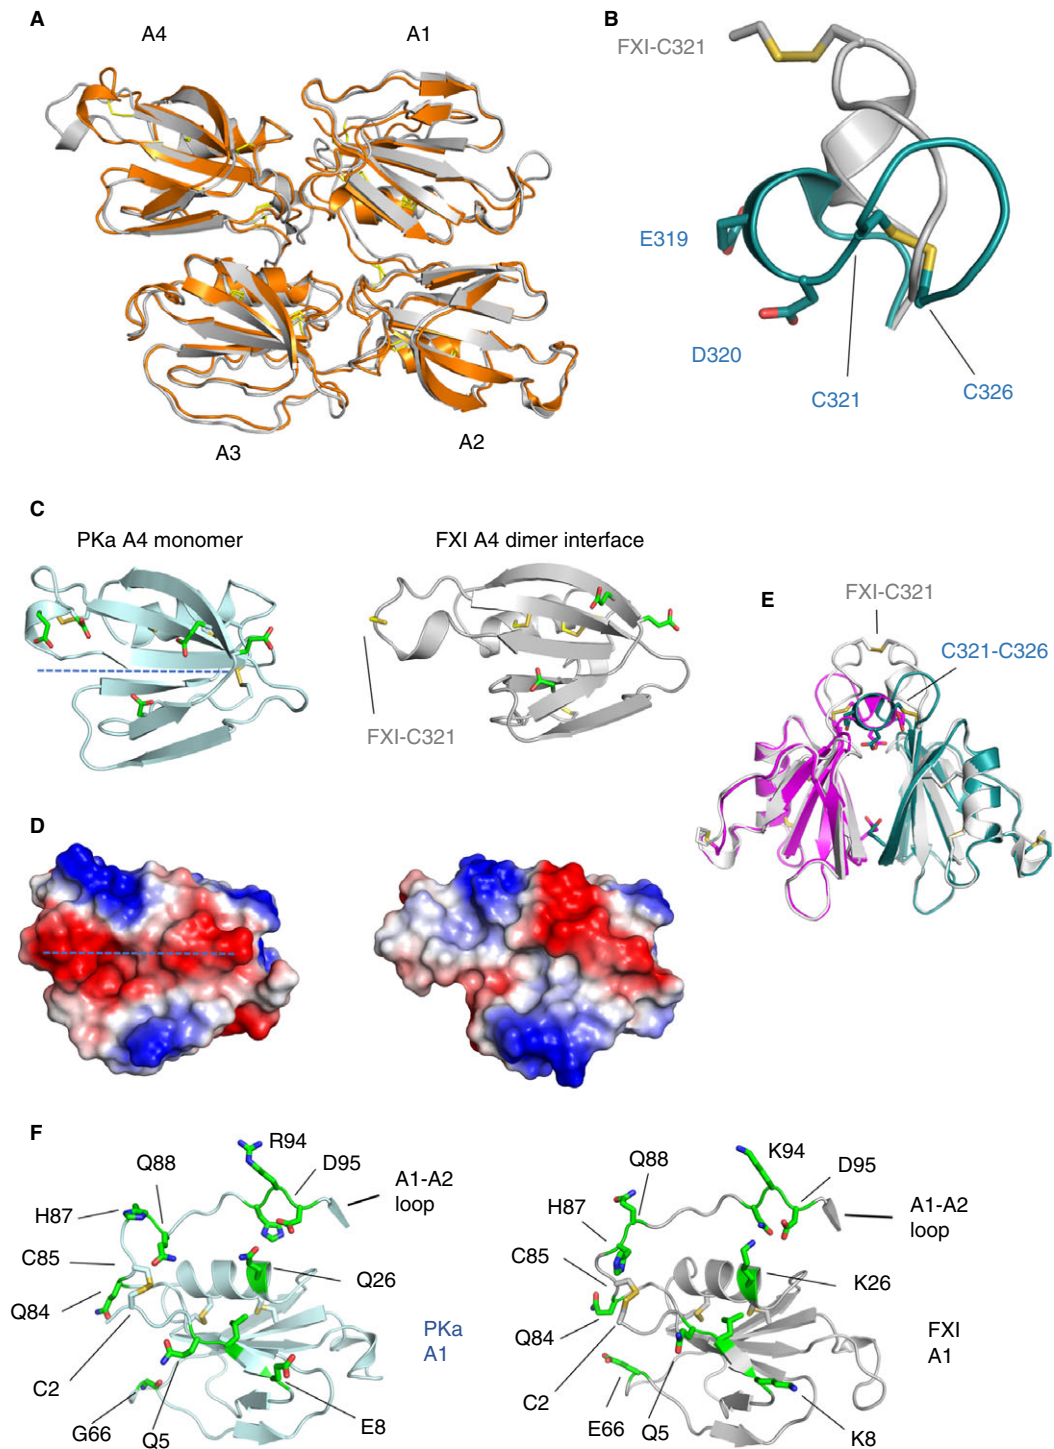 A
A4
A1
A3
A2
B
FXI-C321
E319
D320
C321
C326
C
PKa A4 monomer
FXI A4 dimer interface
FXI-C321
D
E
FXI-C321
C321-C326
F
R94
Q88
D95
A1-A2
loop
H87
C85
Q26
Q84
PKa
A1
C2
G66
Q5
E8
K94
Q88
D95
H87
A1-A2
loop
C85
K26
Q84
FXI
A1
C2
E66
Q5
K8